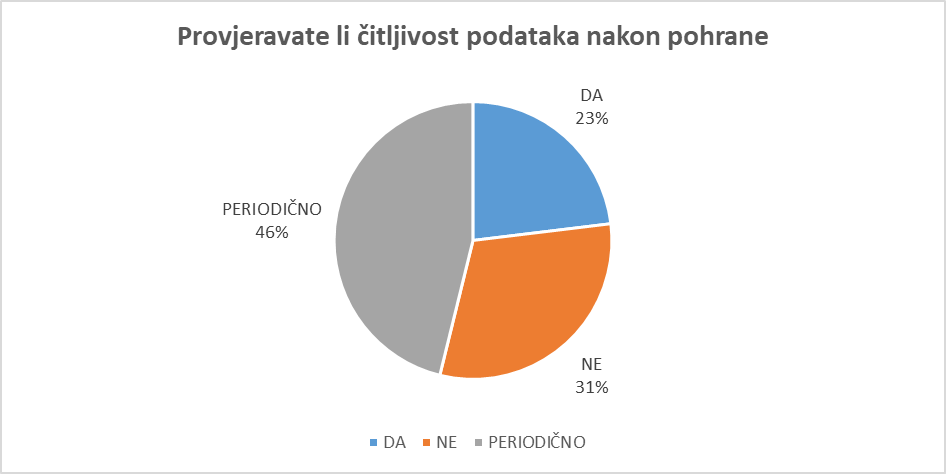 Provjeravate li čitljivost podataka nakon pohrane
DA
23%
PERIODIČNO
46%
NE
31%
DA NE PERIODIČNO